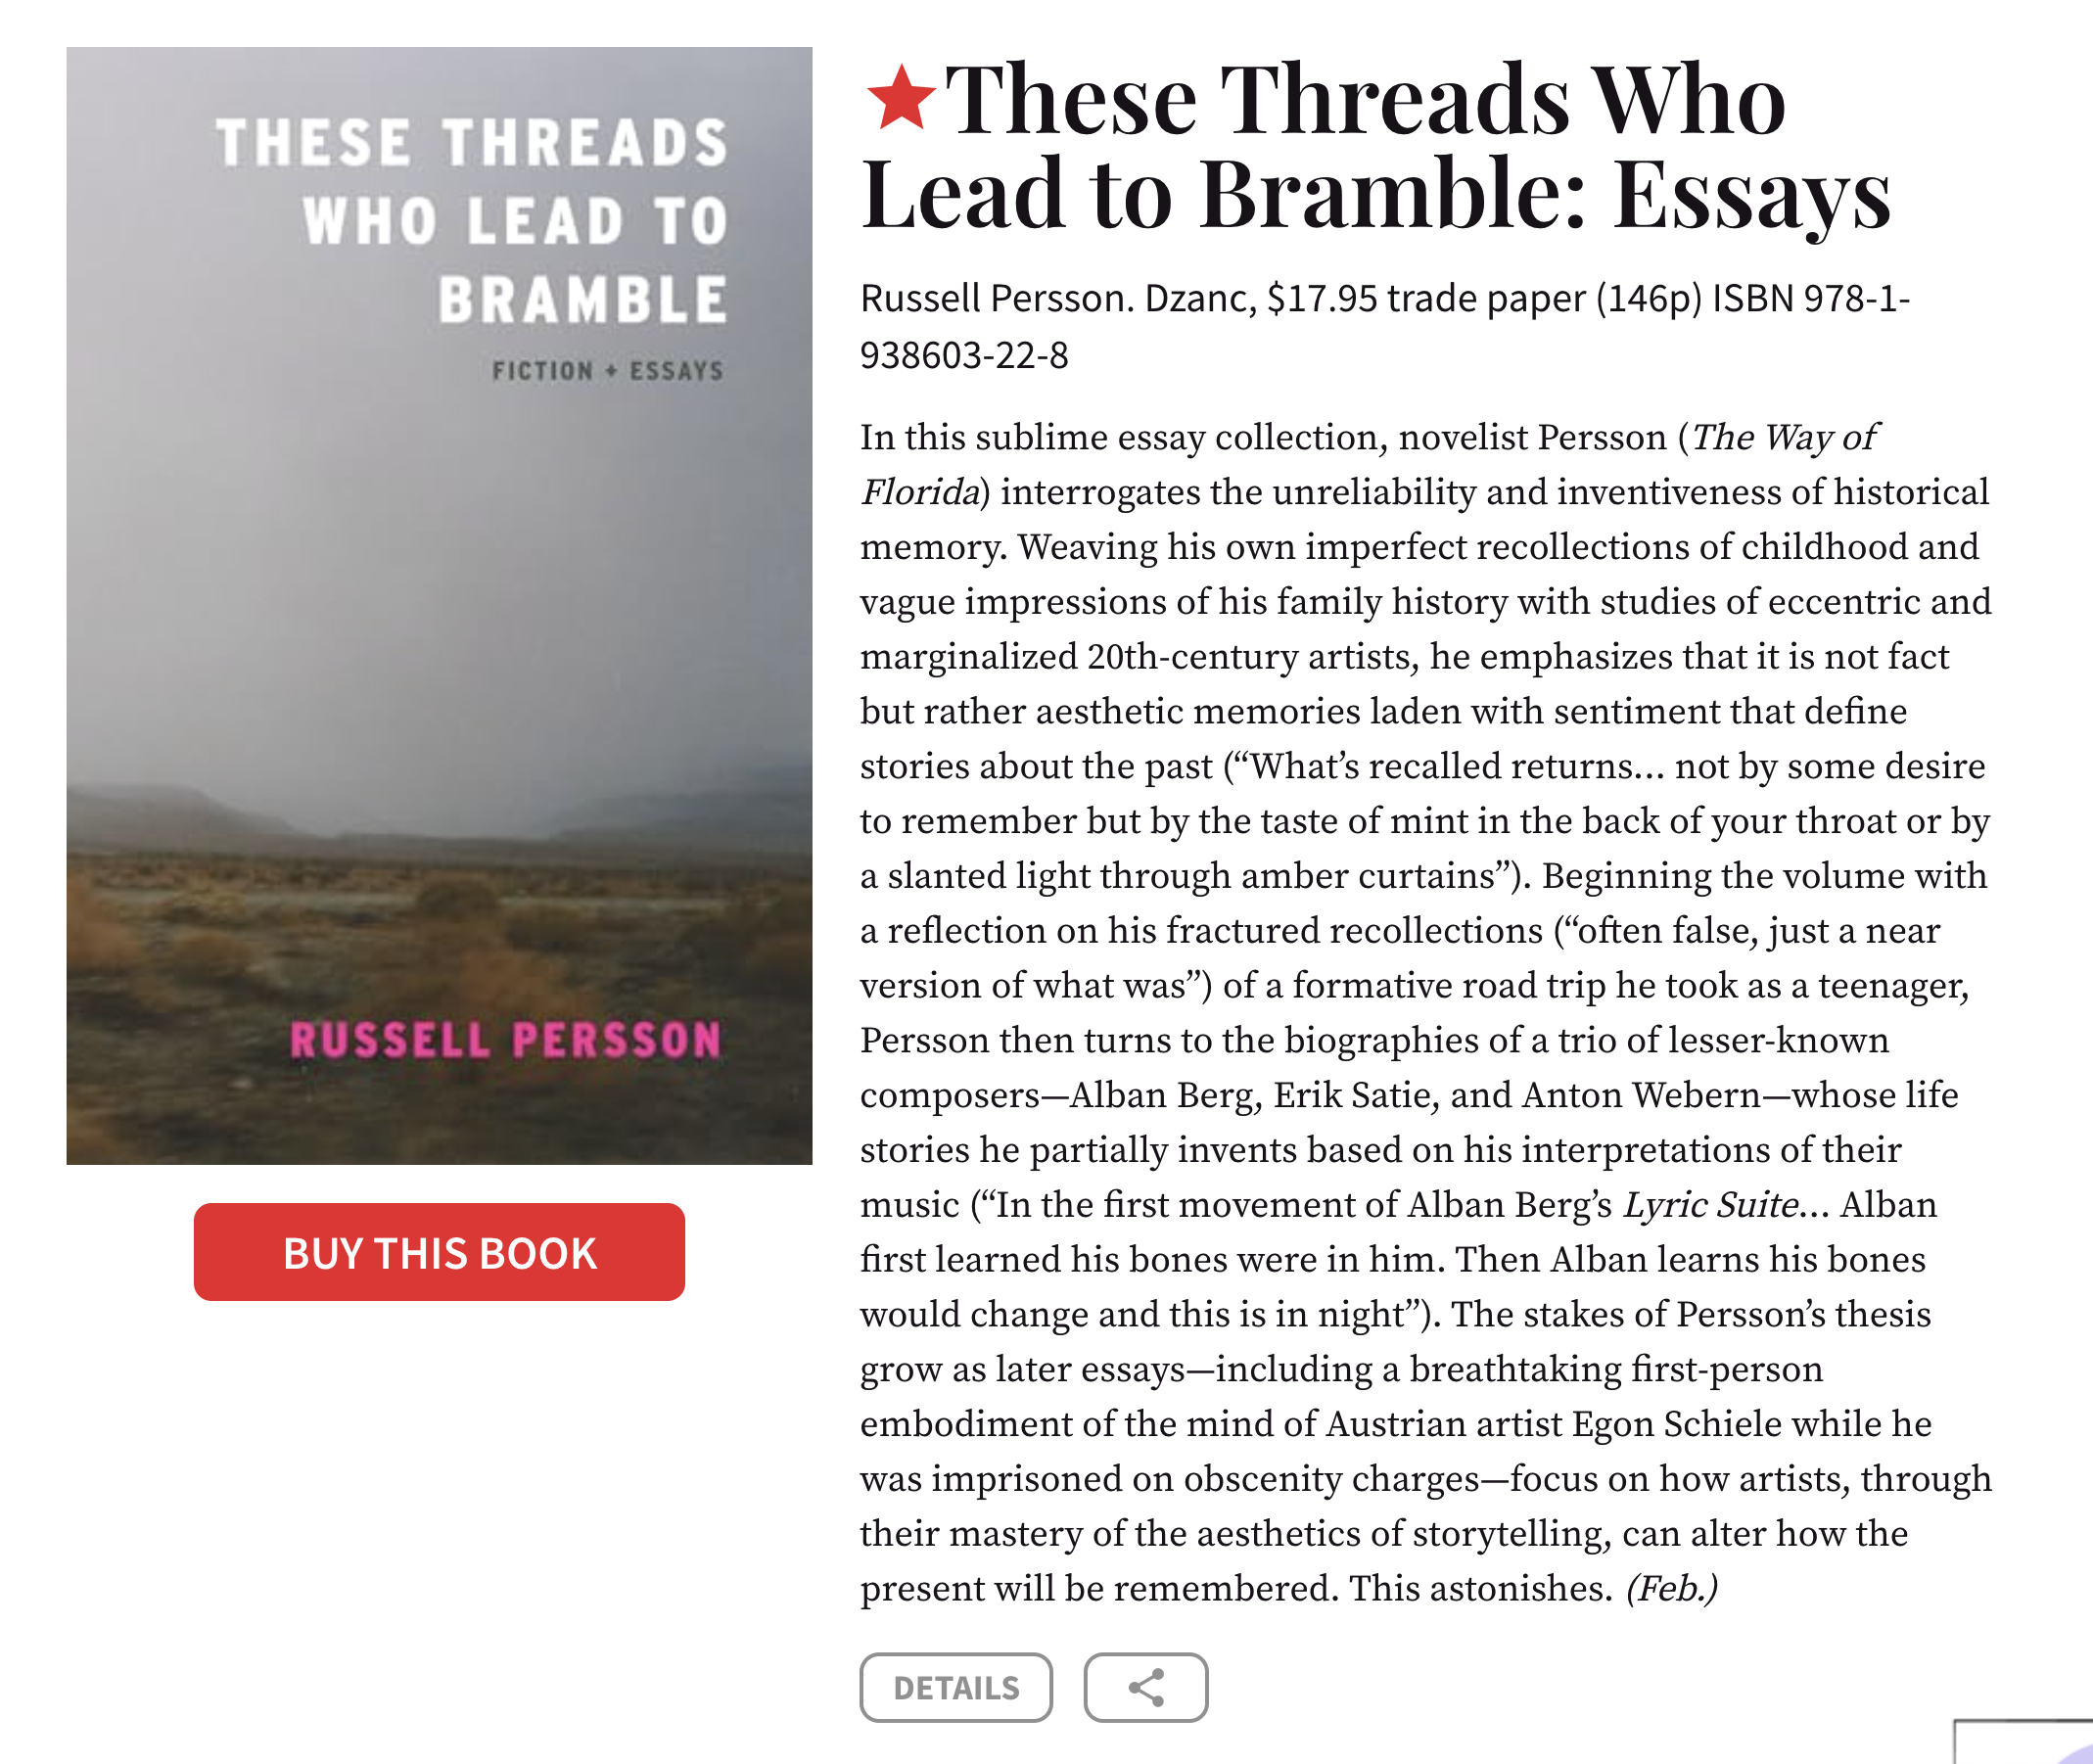 THESE THREADS
WHO LEAD TO
BRAMBLE
FICTION + ESSAYS
RUSSELL PERSSON
BUY THIS BOOK
These Threads Who
Lead to Bramble: Essays
Russell Persson. Dzanc, $17.95 trade paper (146p) ISBN 978-1-
938603-22-8
In this sublime essay collection, novelist Persson (The Way of
Florida) interrogates the unreliability and inventiveness of historical
memory. Weaving his own imperfect recollections of childhood and
vague impressions of his family history with studies of eccentric and
marginalized 20th-century artists, he emphasizes that it is not fact
but rather aesthetic memories laden with sentiment that define
stories about the past (“What’s recalled returns… not by some desire
to remember but by the taste of mint in the back of your throat or by
a slanted light through amber curtains”). Beginning the volume with
a reflection on his fractured recollections (“often false, just a near
version of what was”) of a formative road trip he took as a teenager,
Persson then turns to the biographies of a trio of lesser-known
composers—Alban Berg, Erik Satie, and Anton Webern—whose life
stories he partially invents based on his interpretations of their
music (“In the first movement of Alban Berg’s Lyric Suite… Alban
first learned his bones were in him. Then Alban learns his bones
would change and this is in night”). The stakes of Persson’s thesis
grow as later essays—including a breathtaking first-person
embodiment of the mind of Austrian artist Egon Schiele while he
was imprisoned on obscenity charges—focus on how artists, through
their mastery of the aesthetics of storytelling, can alter how the
present will be remembered. This astonishes. (Feb.)
DETAILS